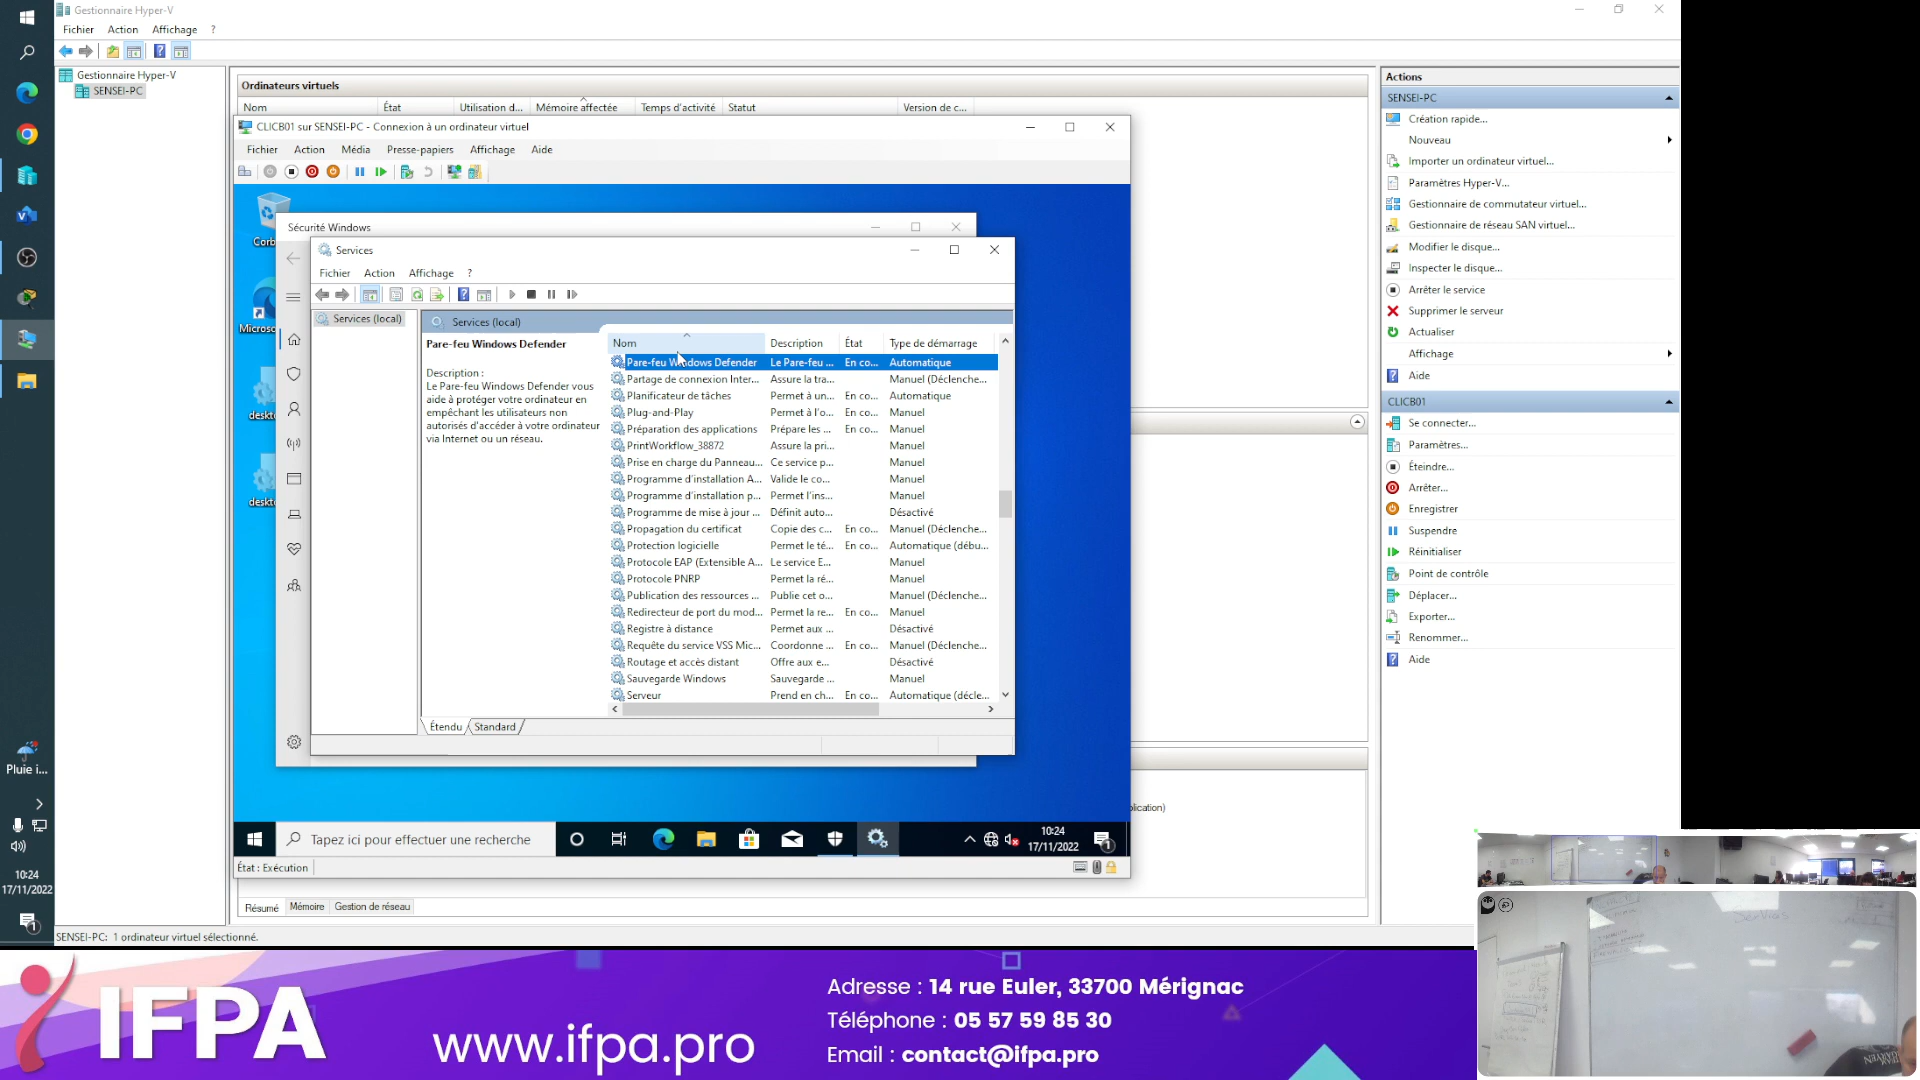 Gestionnaire Hyper-V
Fichier Action Affichage ?
Gestionnaire Hyper-V
SENSEI-PC
Ordinateurs virtuels
Nom État Utilisation d... Mémoire affectée Temps d'activité Statut Version de c...
CLICB01 sur SENSEI-PC - Connexion à un ordinateur virtuel
Fichier Action Média Presse-papiers Affichage Aide
Corb
Micros
deskt
deskt
Sécurité Windows
Services
Fichier Action Affichage ?
Services (local)
Services (local)
Pare-feu Windows Defender
Description :
Le Pare-feu Windows Defender vous
aide à protéger votre ordinateur en
empêchant les utilisateurs non
autorisés d'accéder à votre ordinateur
via Internet ou un réseau.
Nom Description État Type de démarrage
Pare-feu Windows Defender Le Pare-feu ... En co... Automatique
Partage de connexion Inter... Assure la tra... Manuel (Déclenche...
Planificateur de tâches Permet à un... En co... Automatique
Plug-and-Play Permet à l'o... En co... Manuel
Préparation des applications Prépare les ... En co... Manuel
PrintWorkflow_38872 Assure la pri... Manuel
Prise en charge du Panneau... Ce service p... Manuel
Programme d'installation A... Valide le co... Manuel
Programme d'installation p... Permet l'ins... Manuel
Programme de mise à jour ... Définit auto... Désactivé
Propagation du certificat Copie des c... En co... Manuel (Déclenche...
Protection logicielle Permet le té... En co... Automatique (débu...
Protocole EAP (Extensible A... Le service E... Manuel
Protocole PNRP Permet la ré... Manuel
Publication des ressources ... Publie cet o... Manuel (Déclenche...
Redirecteur de port du mod... Permet la re... En co... Manuel
Registre à distance Permet aux ... Désactivé
Requête du service VSS Mic... Coordonne ... En co... Manuel (Déclenche...
Routage et accès distant Offre aux e... Désactivé
Sauvegarde Windows Sauvegarde ... Manuel
Serveur Prend en ch... En co... Automatique (décle...
Étendu Standard
Tapez ici pour effectuer une recherche
10:24
17/11/2022
1
État : Exécution
plication)
Résumé Mémoire Gestion de réseau
SENSEI-PC: 1 ordinateur virtuel sélectionné.
Actions
SENSEI-PC
Création rapide...
Nouveau
Importer un ordinateur virtuel...
Paramètres Hyper-V...
Gestionnaire de commutateur virtuel...
Gestionnaire de réseau SAN virtuel...
Modifier le disque...
Inspecter le disque...
Arrêter le service
Supprimer le serveur
Actualiser
Affichage
Aide
CLICB01
Se connecter...
Paramètres...
Éteindre...
Arrêter...
Enregistrer
Suspendre
Réinitialiser
Point de contrôle
Déplacer...
Exporter...
Renommer...
Aide
Pluie i...
10:24
17/11/2022
1
Services
IFPA
www.ifpa.pro
Adresse : 14 rue Euler, 33700 Mérignac
Téléphone : 05 57 59 85 30
Email : contact@ifpa.pro